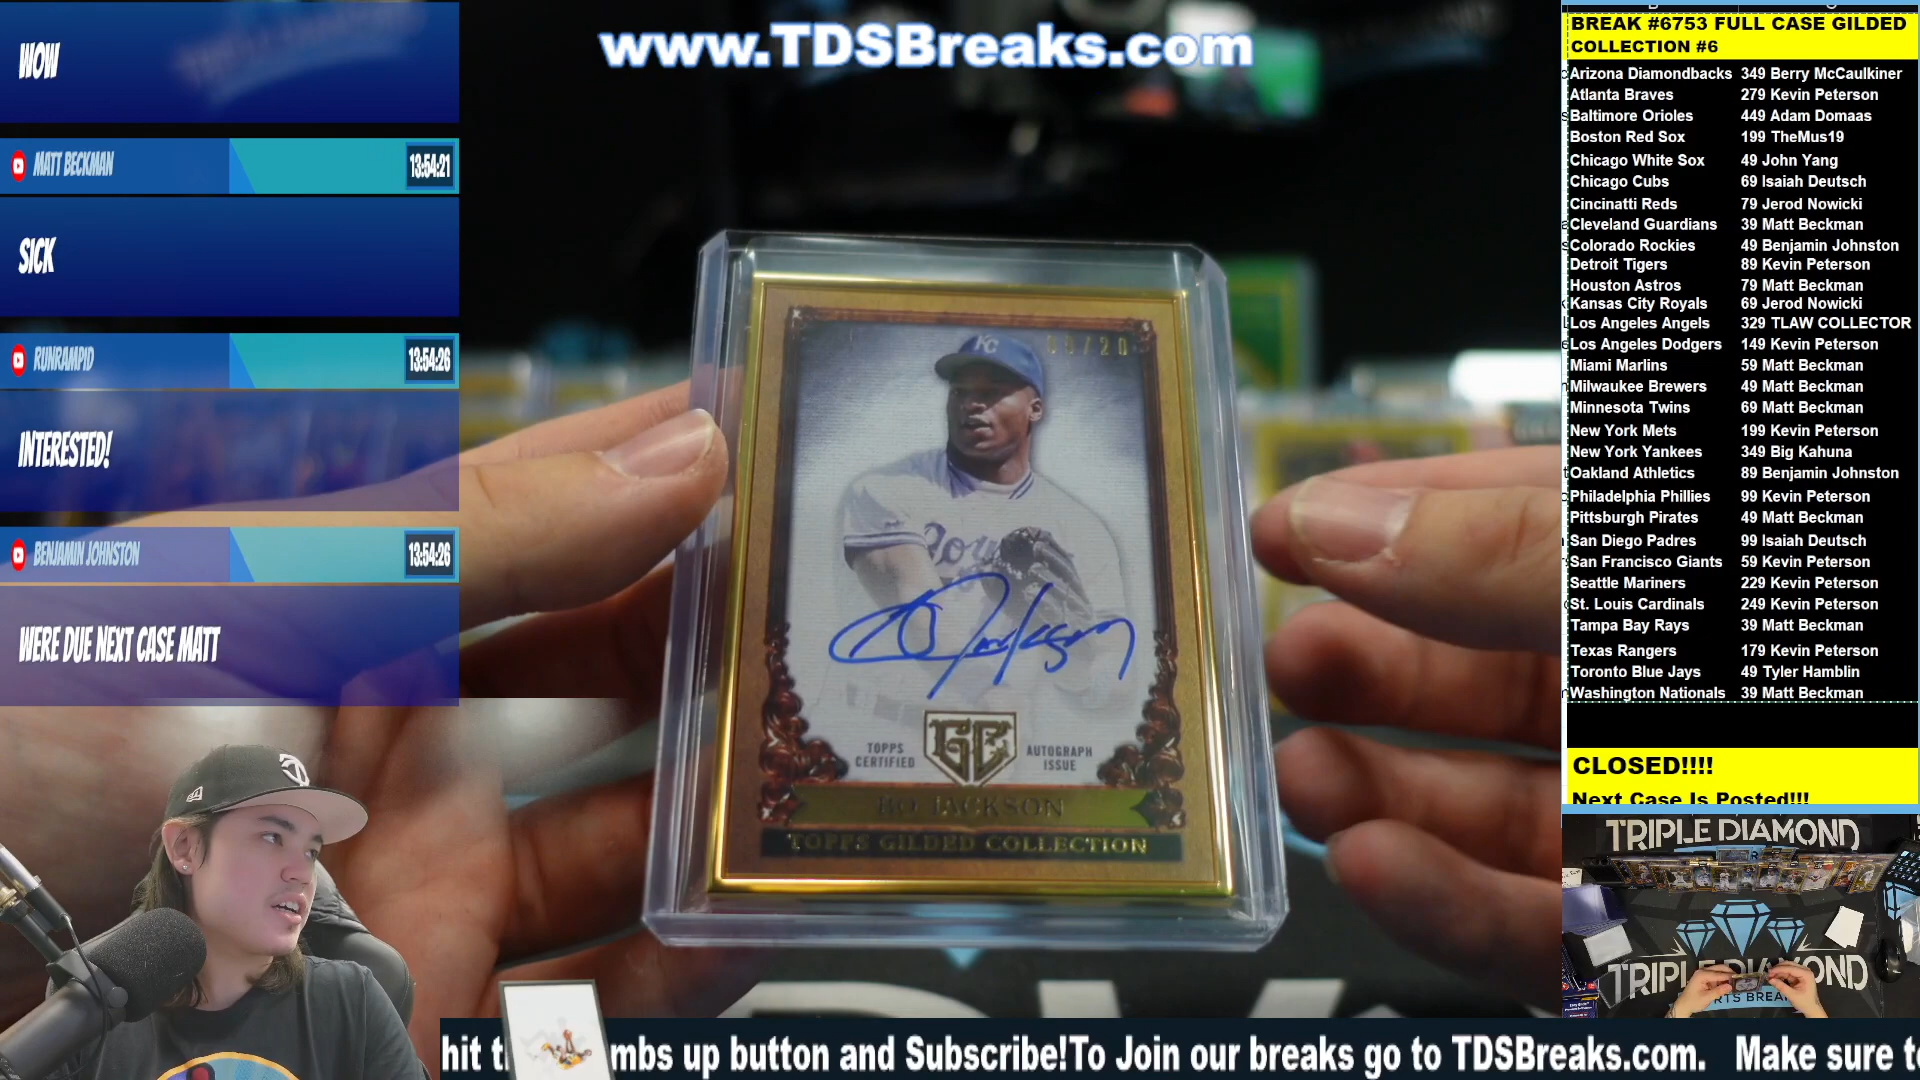 www.TDSBreaks.com
WOW
MATT BECKMAN 13:54:21
SICK
RUNRAMPID 13:54:26
INTERESTED!
BENJAMIN JOHNSTON 13:54:26
WERE DUE NEXT CASE MATT
KC
/20
Roy
Bo Jackson
TOPPS CERTIFIED
GC
AUTOGRAPH ISSUE
BO JACKSON
TOPPS GILDED COLLECTION
BREAK #6753 FULL CASE GILDED
COLLECTION #6
Arizona Diamondbacks 349 Berry McCaulkiner
Atlanta Braves 279 Kevin Peterson
Baltimore Orioles 449 Adam Domaas
Boston Red Sox 199 TheMus19
Chicago White Sox 49 John Yang
Chicago Cubs 69 Isaiah Deutsch
Cincinatti Reds 79 Jerod Nowicki
Cleveland Guardians 39 Matt Beckman
Colorado Rockies 49 Benjamin Johnston
Detroit Tigers 89 Kevin Peterson
Houston Astros 79 Matt Beckman
Kansas City Royals 69 Jerod Nowicki
Los Angeles Angels 329 TLAW COLLECTOR
Los Angeles Dodgers 149 Kevin Peterson
Miami Marlins 59 Matt Beckman
Milwaukee Brewers 49 Matt Beckman
Minnesota Twins 69 Matt Beckman
New York Mets 199 Kevin Peterson
New York Yankees 349 Big Kahuna
Oakland Athletics 89 Benjamin Johnston
Philadelphia Phillies 99 Kevin Peterson
Pittsburgh Pirates 49 Matt Beckman
San Diego Padres 99 Isaiah Deutsch
San Francisco Giants 59 Kevin Peterson
Seattle Mariners 229 Kevin Peterson
St. Louis Cardinals 249 Kevin Peterson
Tampa Bay Rays 39 Matt Beckman
Texas Rangers 179 Kevin Peterson
Toronto Blue Jays 49 Tyler Hamblin
Washington Nationals 39 Matt Beckman
CLOSED!!!!
Next Case Is Posted!!!
TRIPLE DIAMOND
TRIPLE DIAMOND
RTS BREA
hit t mbs up button and Subscribe!To Join our breaks go to TDSBreaks.com. Make sure to